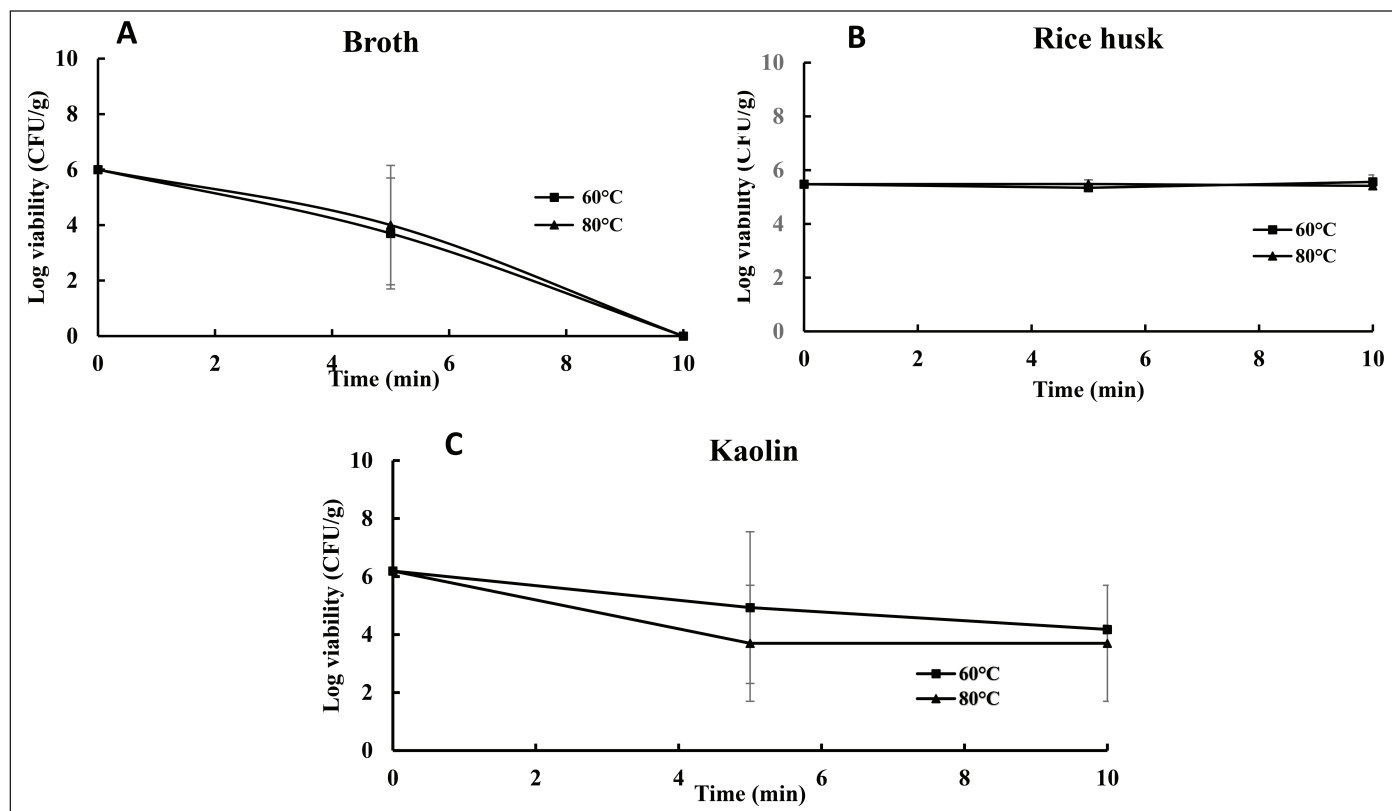 A
Broth
Log viability (CFU/g)
10
8
6
4
2
0
0 2 4 6 8 10
Time (min)
60°C
80°C
B
Rice husk
Log viability (CFU/g)
10
8
6
4
2
0
0 2 4 6 8 10
Time (min)
60°C
80°C
C
Kaolin
Log viability (CFU/g)
10
8
6
4
2
0
0 2 4 6 8 10
Time (min)
60°C
80°C